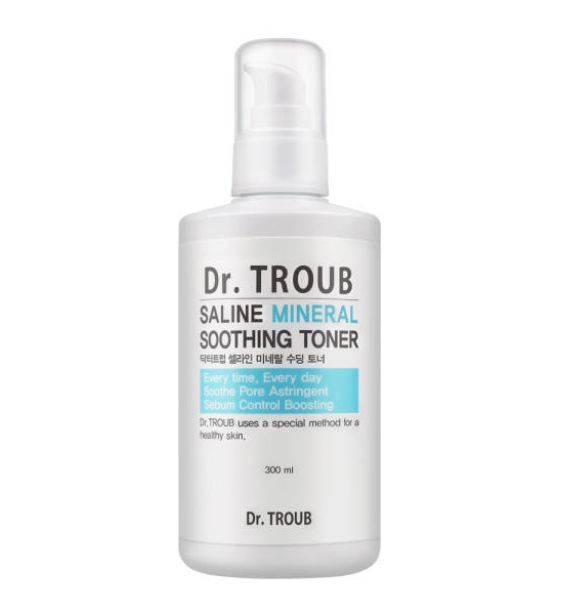 Dr. TROUB
SALINE MINERAL
SOOTHING TONER
닥터트럽 셀라인 미네랄 수딩 토너
Every time, Every day
Soothe Pore Astringent
Sebum Control Boosting
Dr.TROUB uses a special method for a
healthy skin.
300 ml
Dr. TROUB